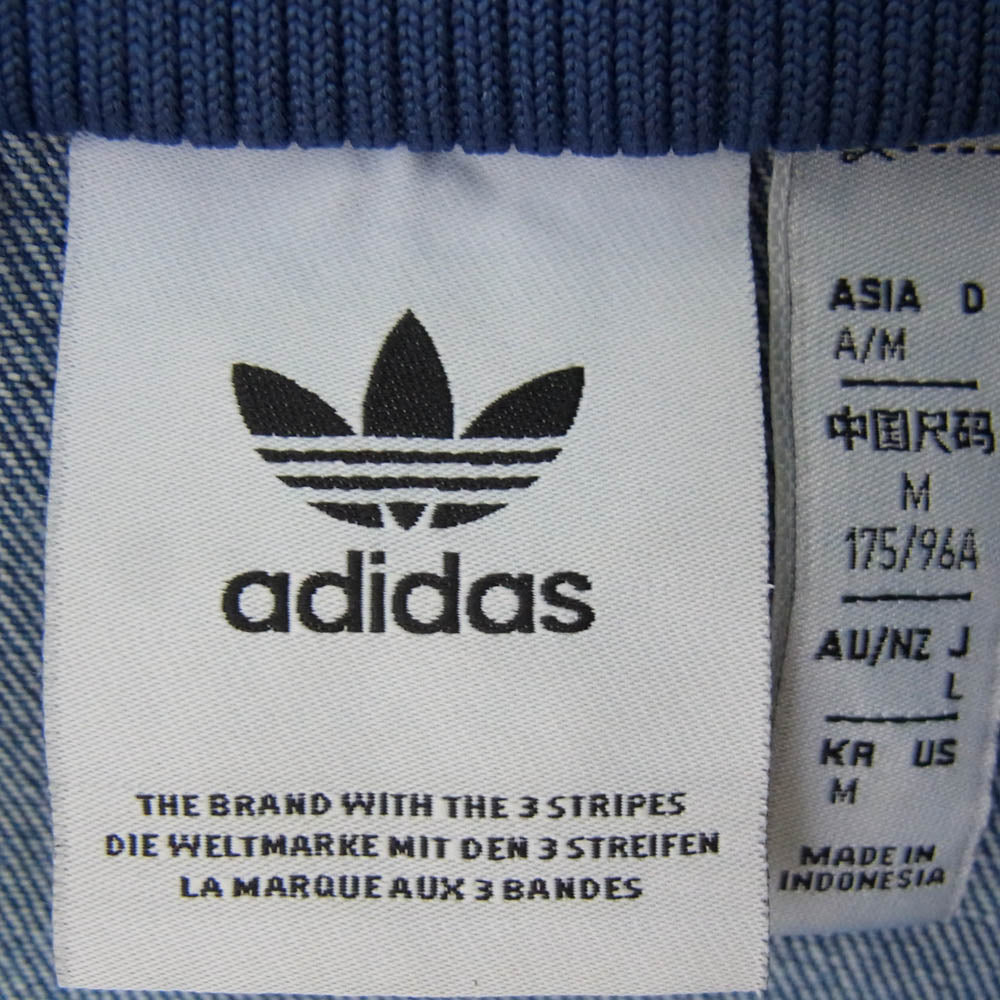 adidas
THE BRAND WITH THE 3 STRIPES
DIE WELTMARKE MIT DEN 3 STREIFEN
LA MARQUE AUX 3 BANDES
ASIA D
A/M
中国尺码
M
175/96A
AU/NZ J
L
KR US
M
MADE IN
INDONESIA